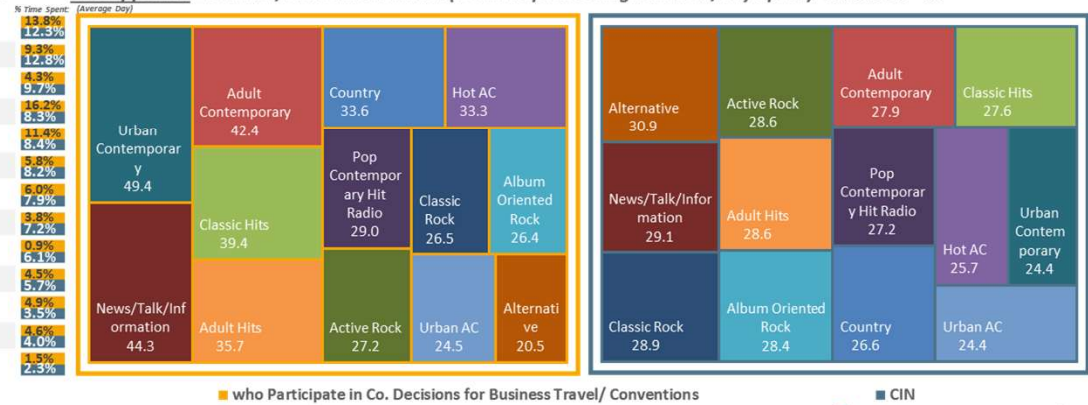 % Time Spent: (Average Day)
13.8%
12.3%
9.3%
12.8%
4.3%
9.7%
16.2%
8.3%
11.4%
8.4%
5.8%
8.2%
6.0%
7.9%
3.8%
7.2%
0.9%
6.1%
4.5%
5.7%
4.9%
3.5%
4.6%
4.0%
1.5%
2.3%
Urban
Contemporar
y
49.4
News/Talk/Inf
ormation
44.3
Adult
Contemporary
42.4
Classic Hits
39.4
Adult Hits
35.7
Country
33.6
Hot AC
33.3
Pop
Contempor
ary Hit
Radio
29.0
Classic
Rock
26.5
Album
Oriented
Rock
26.4
Active Rock
27.2
Urban AC
24.5
Alternati
ve
20.5
Alternative
30.9
News/Talk/Infor
mation
29.1
Classic Rock
28.9
Active Rock
28.6
Adult Hits
28.6
Album Oriented
Rock
28.4
Adult
Contemporary
27.9
Classic Hits
27.6
Pop
Contemporar
y Hit Radio
27.2
Hot AC
25.7
Urban
Contem
porary
24.4
Country
26.6
Urban AC
24.4
who Participate in Co. Decisions for Business Travel/ Conventions
CIN